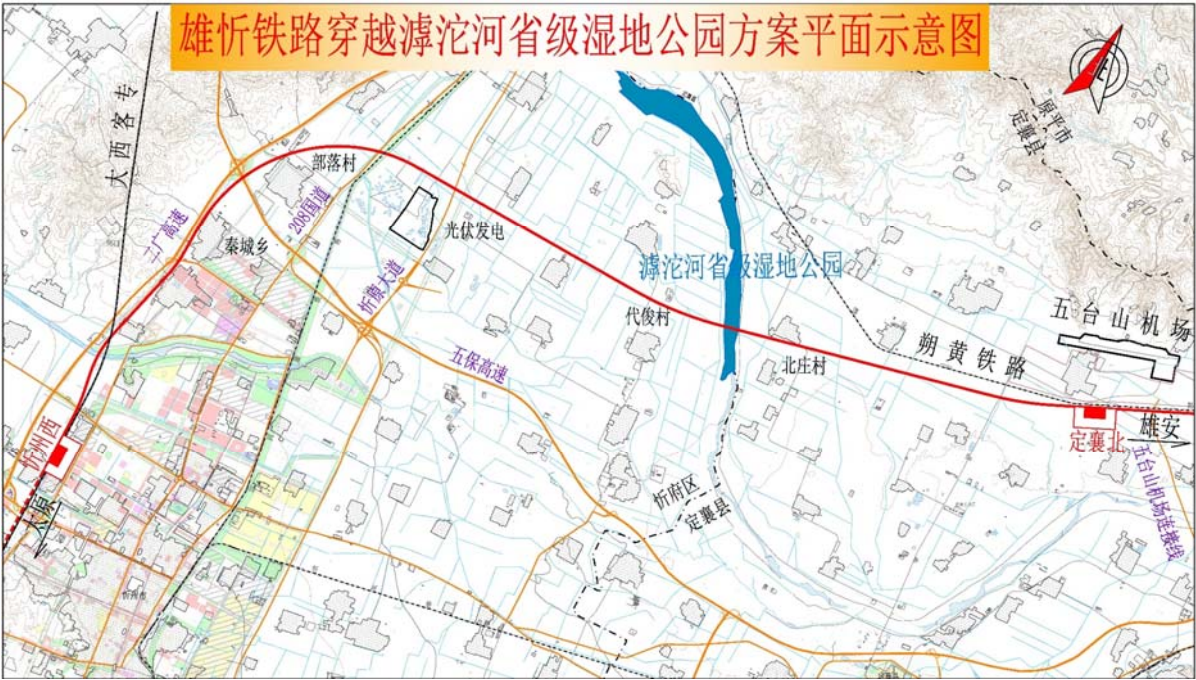 雄忻铁路穿越滹沱河省级湿地公园方案平面示意图
大西客专
原平市
定襄县
部落村
工广高速
208国道
秦城乡
光伏发电
忻原大道
滹沱河省级湿地公园
代俊村
五台山机场
朔黄铁路
五保高速
北庄村
雄安
定襄北
忻州西
太原
忻府区
定襄县
五台山机场连接线
忻州市